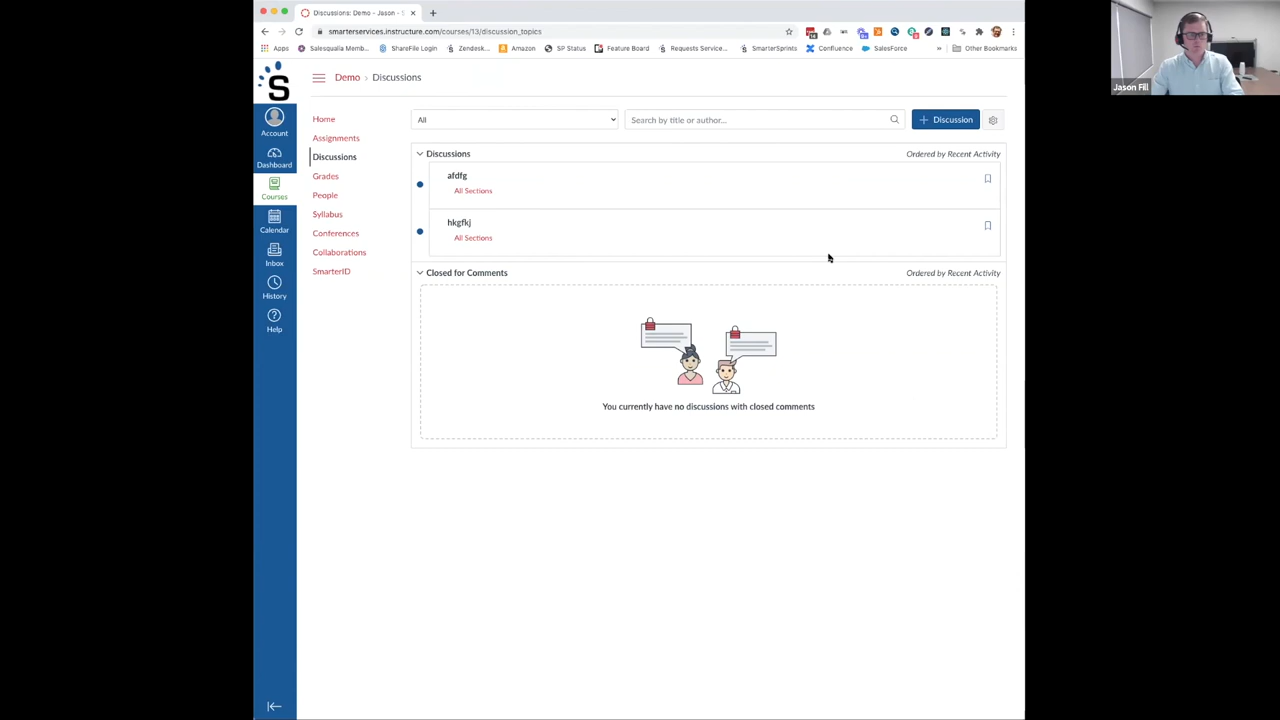 Discussions: Demo - Jason - S
smarterservices.instructure.com/courses/13/discussion_topics
Apps Salesqualia Memb... ShareFile Login Zendesk... Amazon SP Status Feature Board Requests Service... SmarterSprints Confluence SalesForce » Other Bookmarks
Jason Fill
S
Demo > Discussions
Account
Dashboard
Courses
Calendar
Inbox
History
Help
Home
Assignments
Discussions
Grades
People
Syllabus
Conferences
Collaborations
SmarterID
All
Search by title or author...
+ Discussion
Discussions Ordered by Recent Activity
afdfg
All Sections
hkgfkj
All Sections
Closed for Comments Ordered by Recent Activity
You currently have no discussions with closed comments